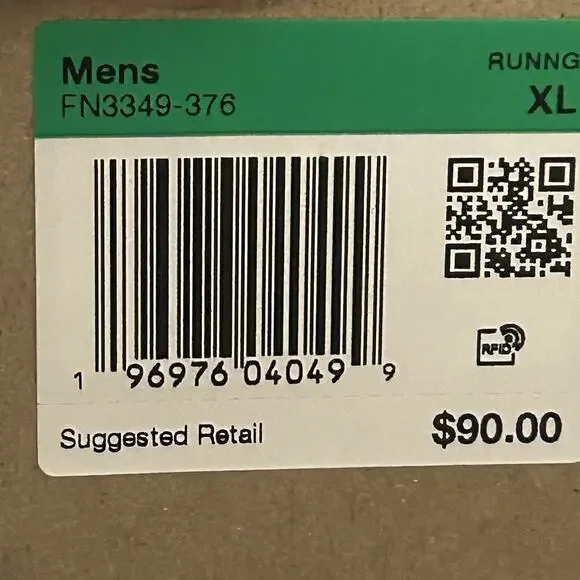 Mens
RUNNG
FN3349-376
XL
RFID
1 96976 04049 9
Suggested Retail $90.00